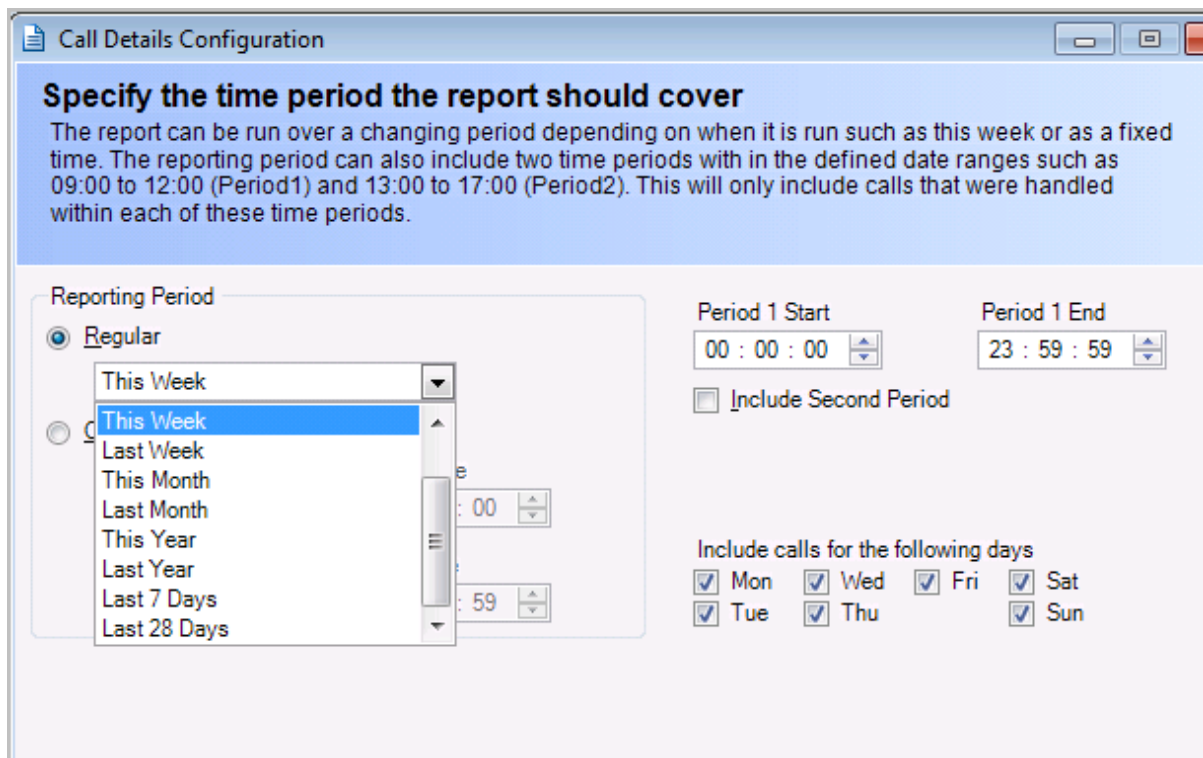 Call Details Configuration
Specify the time period the report should cover
The report can be run over a changing period depending on when it is run such as this week or as a fixed
time. The reporting period can also include two time periods with in the defined date ranges such as
09:00 to 12:00 (Period1) and 13:00 to 17:00 (Period2). This will only include calls that were handled
within each of these time periods.
Reporting Period
Regular
This Week
This Week
Last Week
This Month
Last Month
This Year
Last Year
Last 7 Days
Last 28 Days
: 00
: 59
Period 1 Start
Period 1 End
00 : 00 : 00
23 : 59 : 59
Include Second Period
Include calls for the following days
Mon Wed Fri Sat
Tue Thu Sun